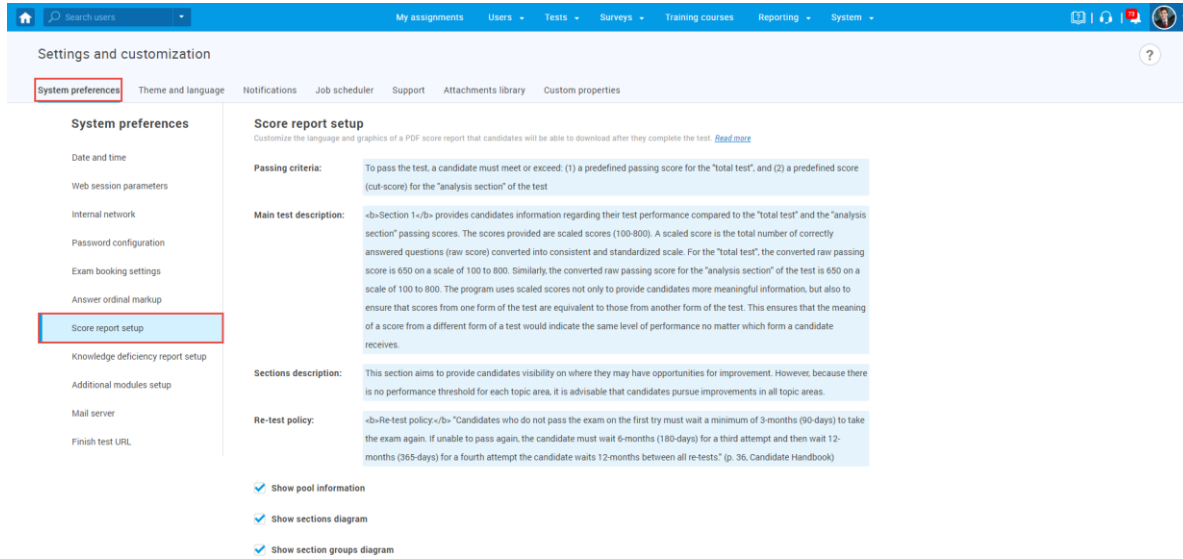 Search users
My assignments
Users
Tests
Surveys
Training courses
Reporting
System
73
Settings and customization
?
System preferences
Theme and language
Notifications
Job scheduler
Support
Attachments library
Custom properties
System preferences
Date and time
Web session parameters
Internal network
Password configuration
Exam booking settings
Answer ordinal markup
Score report setup
Knowledge deficiency report setup
Additional modules setup
Mail server
Finish test URL
Score report setup
Customize the language and graphics of a PDF score report that candidates will be able to download after they complete the test. Read more
Passing criteria:
To pass the test, a candidate must meet or exceed: (1) a predefined passing score for the "total test", and (2) a predefined score
(cut-score) for the "analysis section" of the test
Main test description:
<b>Section 1</b> provides candidates information regarding their test performance compared to the "total test" and the "analysis
section" passing scores. The scores provided are scaled scores (100-800). A scaled score is the total number of correctly
answered questions (raw score) converted into consistent and standardized scale. For the "total test", the converted raw passing
score is 650 on a scale of 100 to 800. Similarly, the converted raw passing score for the "analysis section" of the test is 650 on a
scale of 100 to 800. The program uses scaled scores not only to provide candidates more meaningful information, but also to
ensure that scores from one form of the test are equivalent to those from another form of the test. This ensures that the meaning
of a score from a different form of a test would indicate the same level of performance no matter which form a candidate
receives.
Sections description:
This section aims to provide candidates visibility on where they may have opportunities for improvement. However, because there
is no performance threshold for each topic area, it is advisable that candidates pursue improvements in all topic areas.
Re-test policy:
<b>Re-test policy:</b> "Candidates who do not pass the exam on the first try must wait a minimum of 3-months (90-days) to take
the exam again. If unable to pass again, the candidate must wait 6-months (180-days) for a third attempt and then wait 12-
months (365-days) for a fourth attempt the candidate waits 12-months between all re-tests." (p. 36, Candidate Handbook)
Show pool information
Show sections diagram
Show section groups diagram